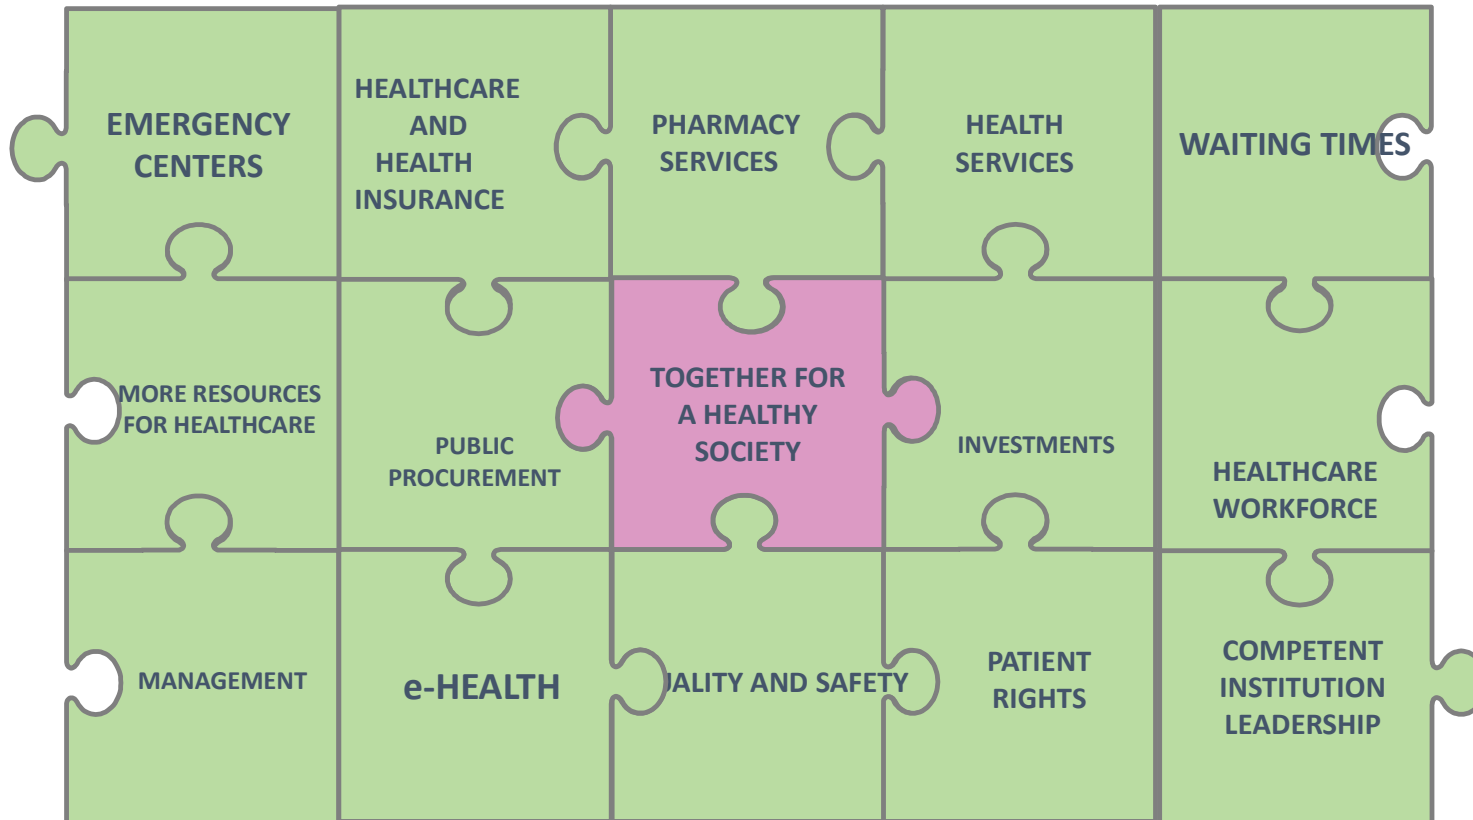 EMERGENCY
CENTERS
HEALTHCARE
AND
HEALTH
INSURANCE
PHARMACY
SERVICES
HEALTH
SERVICES
WAITING TIMES
MORE RESOURCES
FOR HEALTHCARE
PUBLIC
PROCUREMENT
TOGETHER FOR
A HEALTHY
SOCIETY
INVESTMENTS
HEALTHCARE
WORKFORCE
MANAGEMENT
e-HEALTH
AND SAFETY
PATIENT
RIGHTS
COMPETENT
INSTITUTION
LEADERSHIP